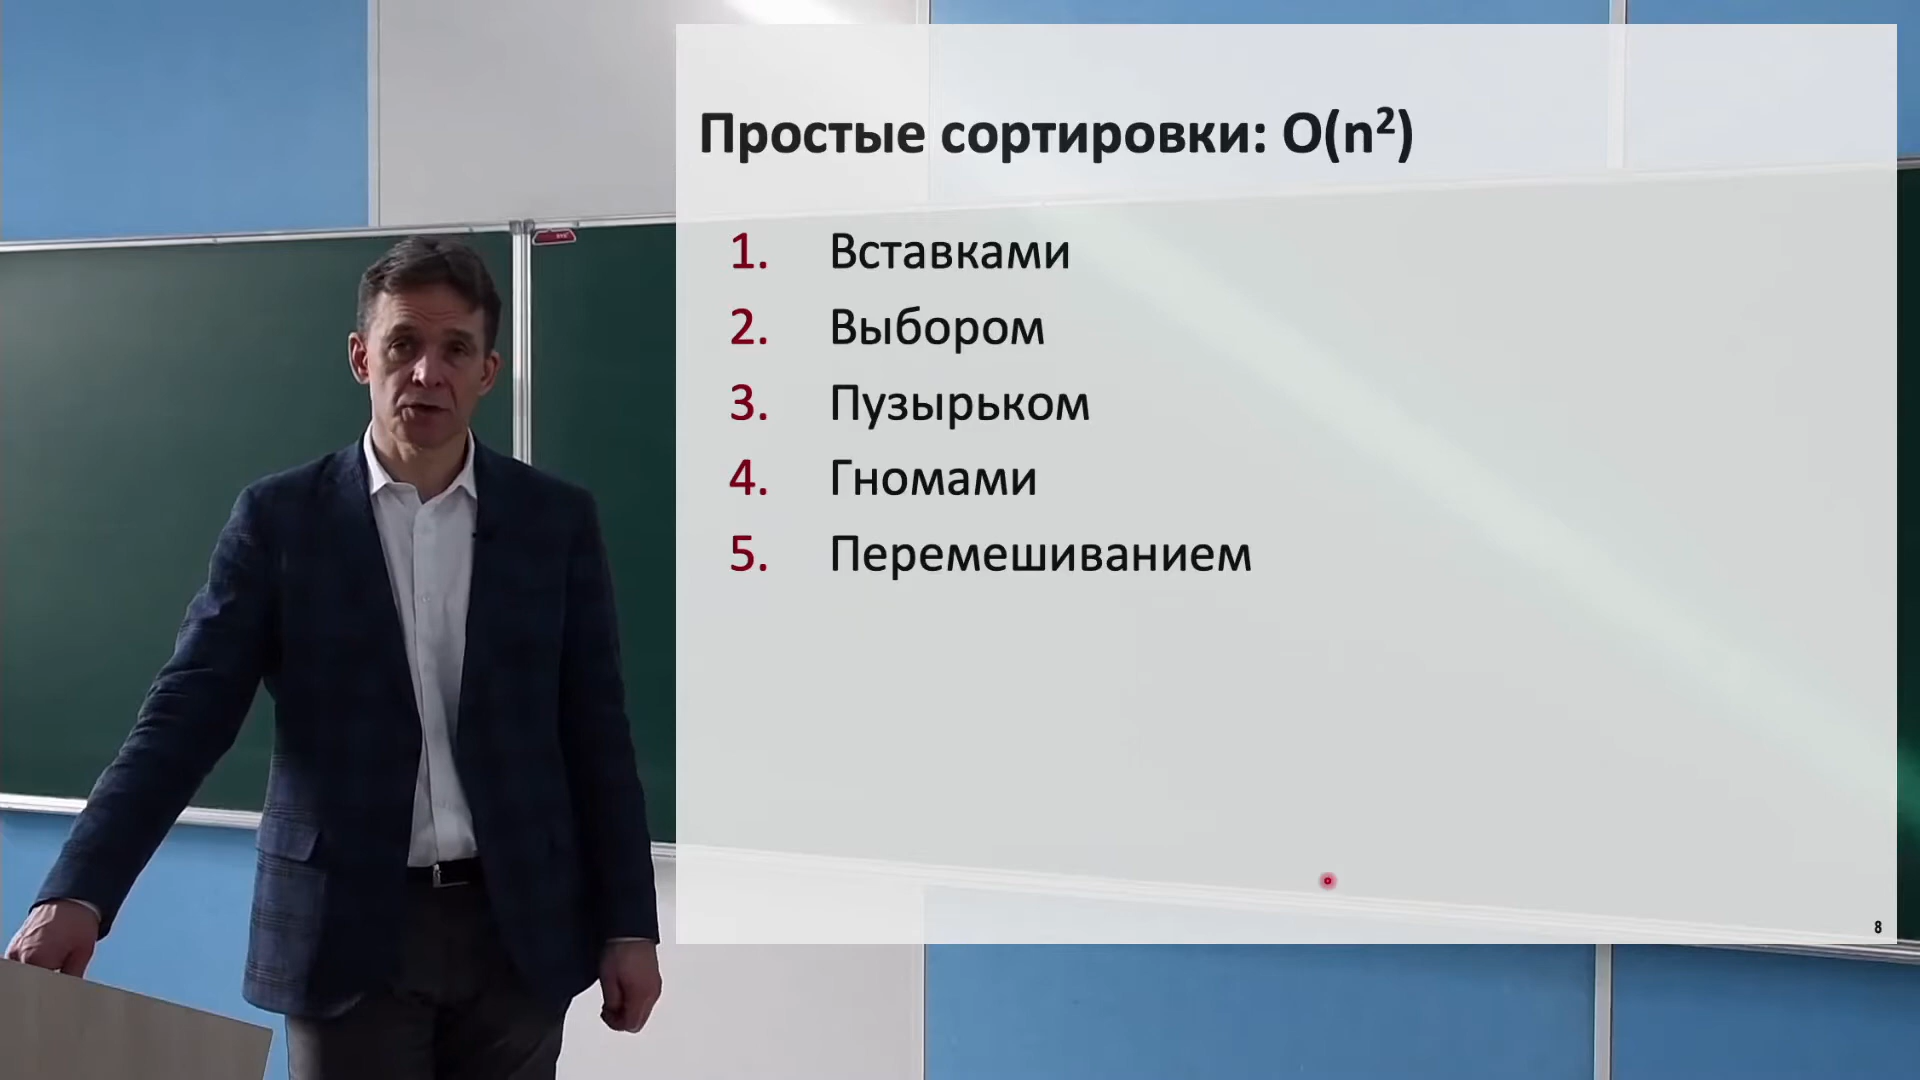 Простые сортировки: O(n²)
1. Вставками
2. Выбором
3. Пузырьком
4. Гномами
5. Перемешиванием
8